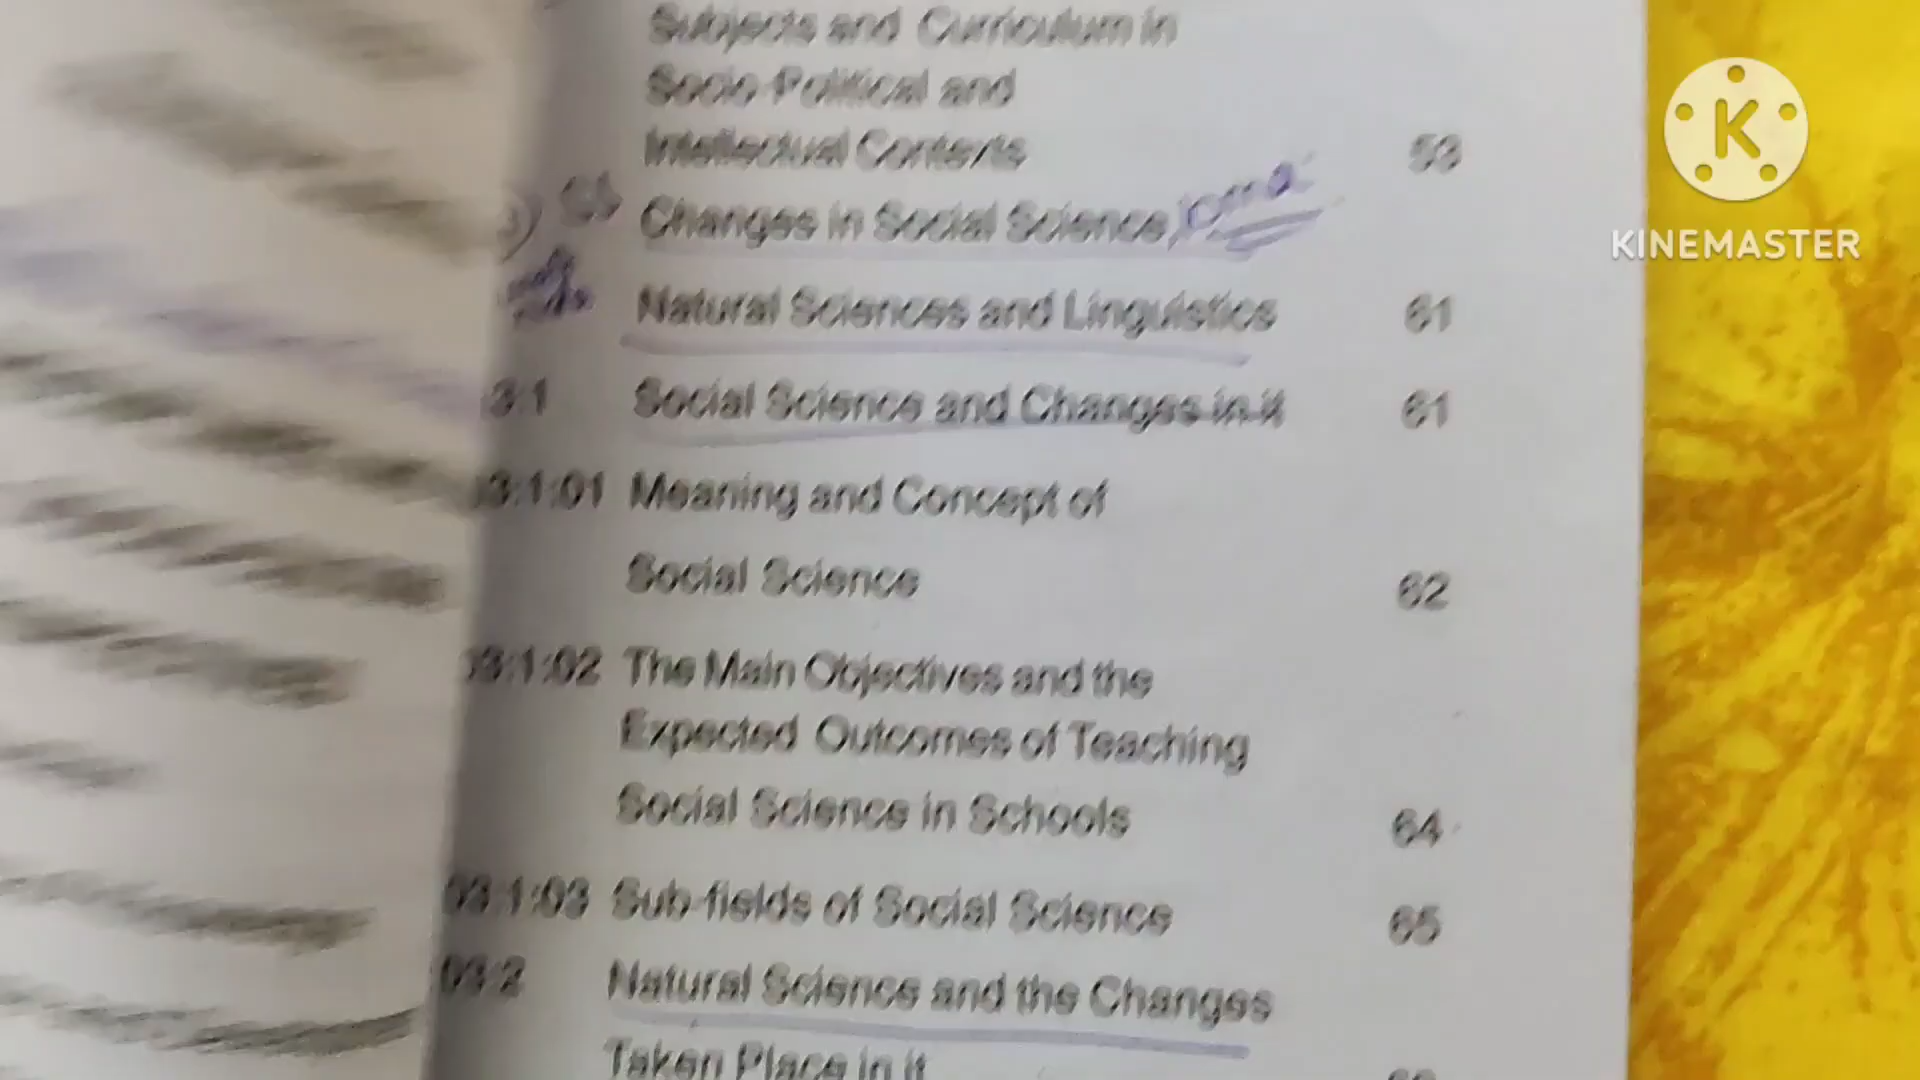 Subjects and Curriculum in
Socio-Political and
Intellectual Contexts 53
Changes in Social Science,
Natural Sciences and Linguistics 61
3:1 Social Science and Changes in it 61
3:1:01 Meaning and Concept of
Social Science 62
03:1:02 The Main Objectives and the
Expected Outcomes of Teaching
Social Science in Schools 64
03:1:03 Sub-fields of Social Science 65
03:2 Natural Science and the Changes
Taken Place in it
K
KINEMASTER